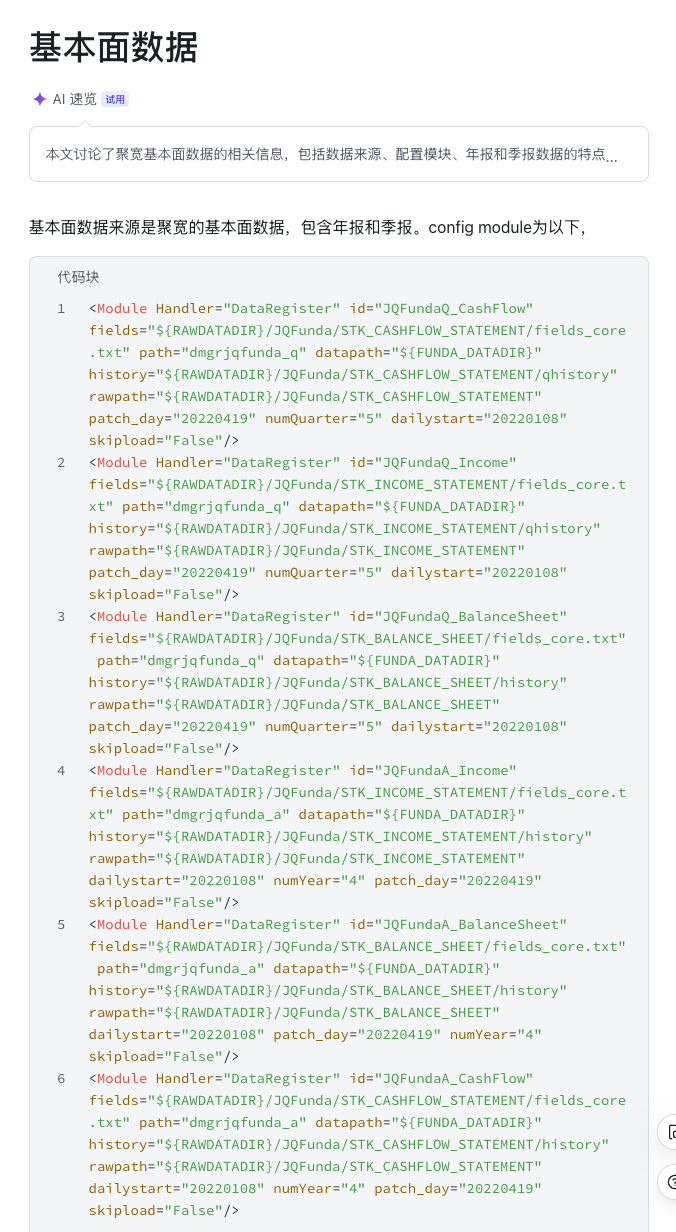 基本面数据
AI 速览 试用
本文讨论了聚宽基本面数据的相关信息，包括数据来源、配置模块、年报和季报数据的特点...
基本面数据来源是聚宽的基本面数据，包含年报和季报。config module为以下，
代码块
1 <Module Handler="DataRegister" id="JQFundaQ_CashFlow"
fields="${RAWDATADIR}/JQFunda/STK_CASHFLOW_STATEMENT/fields_core
.txt" path="dmgrjqfunda_q" datapath="${FUNDA_DATADIR}"
history="${RAWDATADIR}/JQFunda/STK_CASHFLOW_STATEMENT/qhistory"
rawpath="${RAWDATADIR}/JQFunda/STK_CASHFLOW_STATEMENT"
patch_day="20220419" numQuarter="5" dailystart="20220108"
skipload="False"/>
2 <Module Handler="DataRegister" id="JQFundaQ_Income"
fields="${RAWDATADIR}/JQFunda/STK_INCOME_STATEMENT/fields_core.t
xt" path="dmgrjqfunda_q" datapath="${FUNDA_DATADIR}"
history="${RAWDATADIR}/JQFunda/STK_INCOME_STATEMENT/qhistory"
rawpath="${RAWDATADIR}/JQFunda/STK_INCOME_STATEMENT"
patch_day="20220419" numQuarter="5" dailystart="20220108"
skipload="False"/>
3 <Module Handler="DataRegister" id="JQFundaQ_BalanceSheet"
fields="${RAWDATADIR}/JQFunda/STK_BALANCE_SHEET/fields_core.txt"
path="dmgrjqfunda_q" datapath="${FUNDA_DATADIR}"
history="${RAWDATADIR}/JQFunda/STK_BALANCE_SHEET/history"
rawpath="${RAWDATADIR}/JQFunda/STK_BALANCE_SHEET"
patch_day="20220419" numQuarter="5" dailystart="20220108"
skipload="False"/>
4 <Module Handler="DataRegister" id="JQFundaA_Income"
fields="${RAWDATADIR}/JQFunda/STK_INCOME_STATEMENT/fields_core.t
xt" path="dmgrjqfunda_a" datapath="${FUNDA_DATADIR}"
history="${RAWDATADIR}/JQFunda/STK_INCOME_STATEMENT/history"
rawpath="${RAWDATADIR}/JQFunda/STK_INCOME_STATEMENT"
dailystart="20220108" numYear="4" patch_day="20220419"
skipload="False"/>
5 <Module Handler="DataRegister" id="JQFundaA_BalanceSheet"
fields="${RAWDATADIR}/JQFunda/STK_BALANCE_SHEET/fields_core.txt"
path="dmgrjqfunda_a" datapath="${FUNDA_DATADIR}"
history="${RAWDATADIR}/JQFunda/STK_BALANCE_SHEET/history"
rawpath="${RAWDATADIR}/JQFunda/STK_BALANCE_SHEET"
dailystart="20220108" patch_day="20220419" numYear="4"
skipload="False"/>
6 <Module Handler="DataRegister" id="JQFundaA_CashFlow"
fields="${RAWDATADIR}/JQFunda/STK_CASHFLOW_STATEMENT/fields_core
.txt" path="dmgrjqfunda_a" datapath="${FUNDA_DATADIR}"
history="${RAWDATADIR}/JQFunda/STK_CASHFLOW_STATEMENT/history"
rawpath="${RAWDATADIR}/JQFunda/STK_CASHFLOW_STATEMENT"
dailystart="20220108" numYear="4" patch_day="20220419"
skipload="False"/>